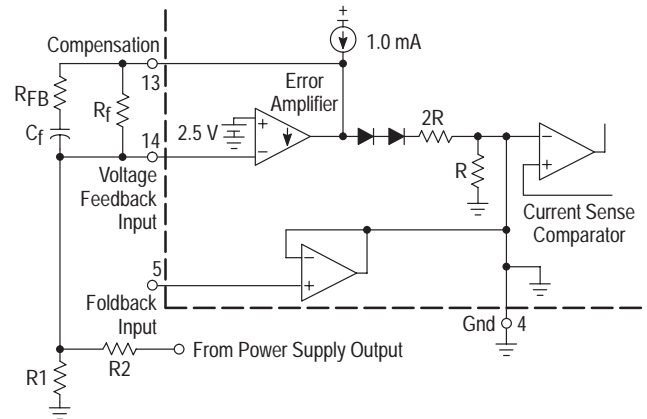 +
1.0 mA
Compensation
13
Error
Amplifier
RFB
Rf
Cf
2.5 V
+
−
14
Voltage
Feedback
Input
2R
R
−
+
Current Sense
Comparator
−
+
5
Foldback
Input
Gnd 4
R2
From Power Supply Output
R1